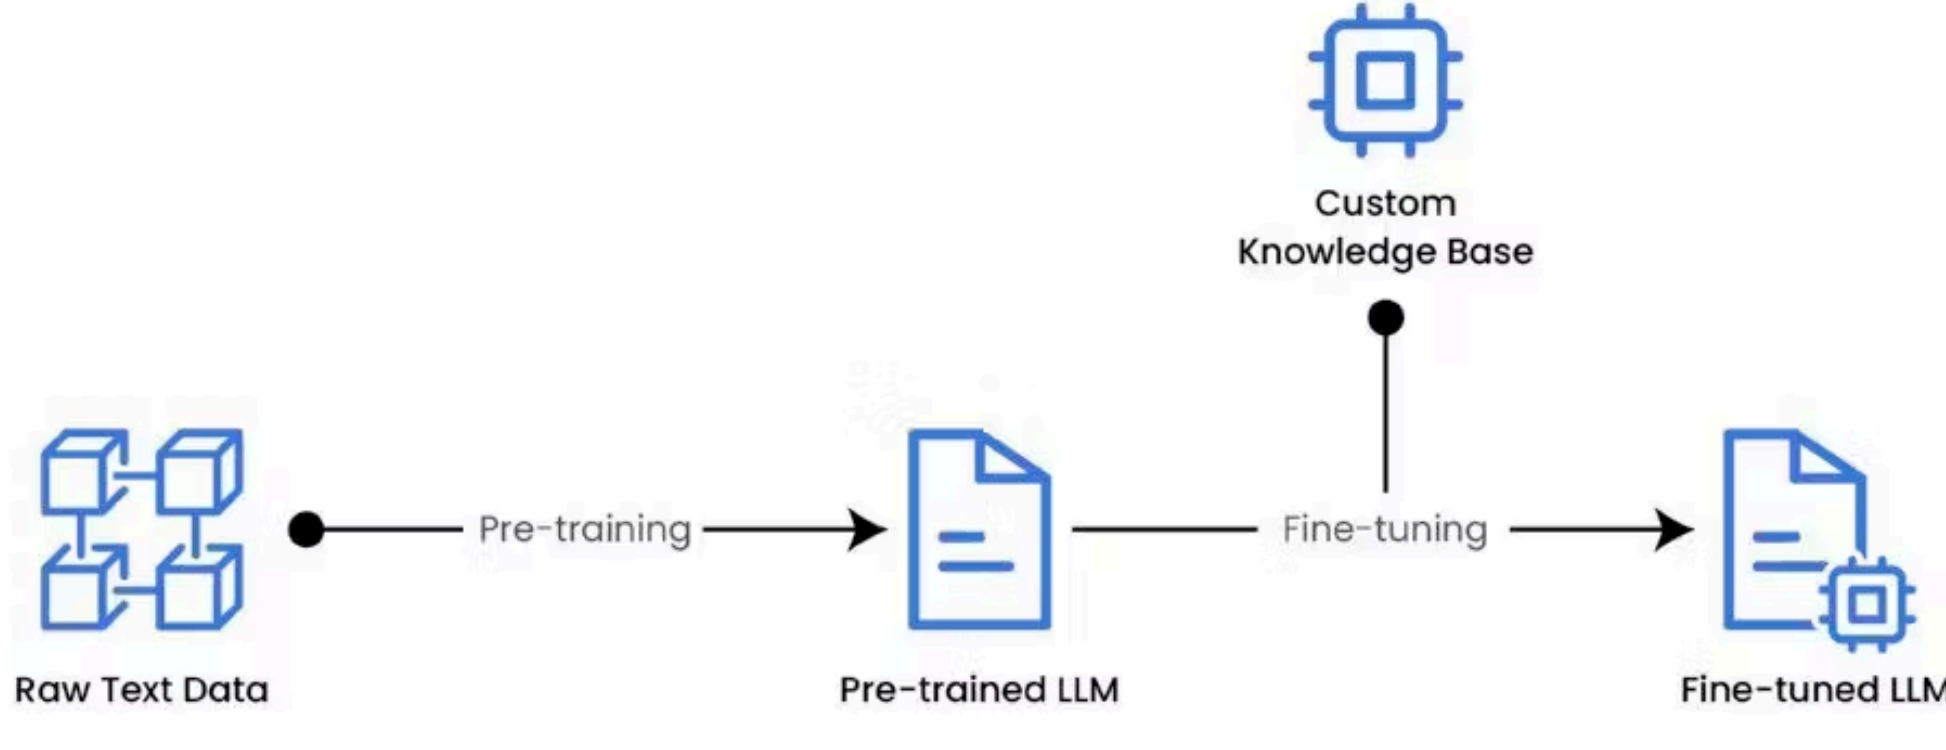 Custom
Knowledge Base
Pre-training
Fine-tuning
Raw Text Data
Pre-trained LLM
Fine-tuned LLM